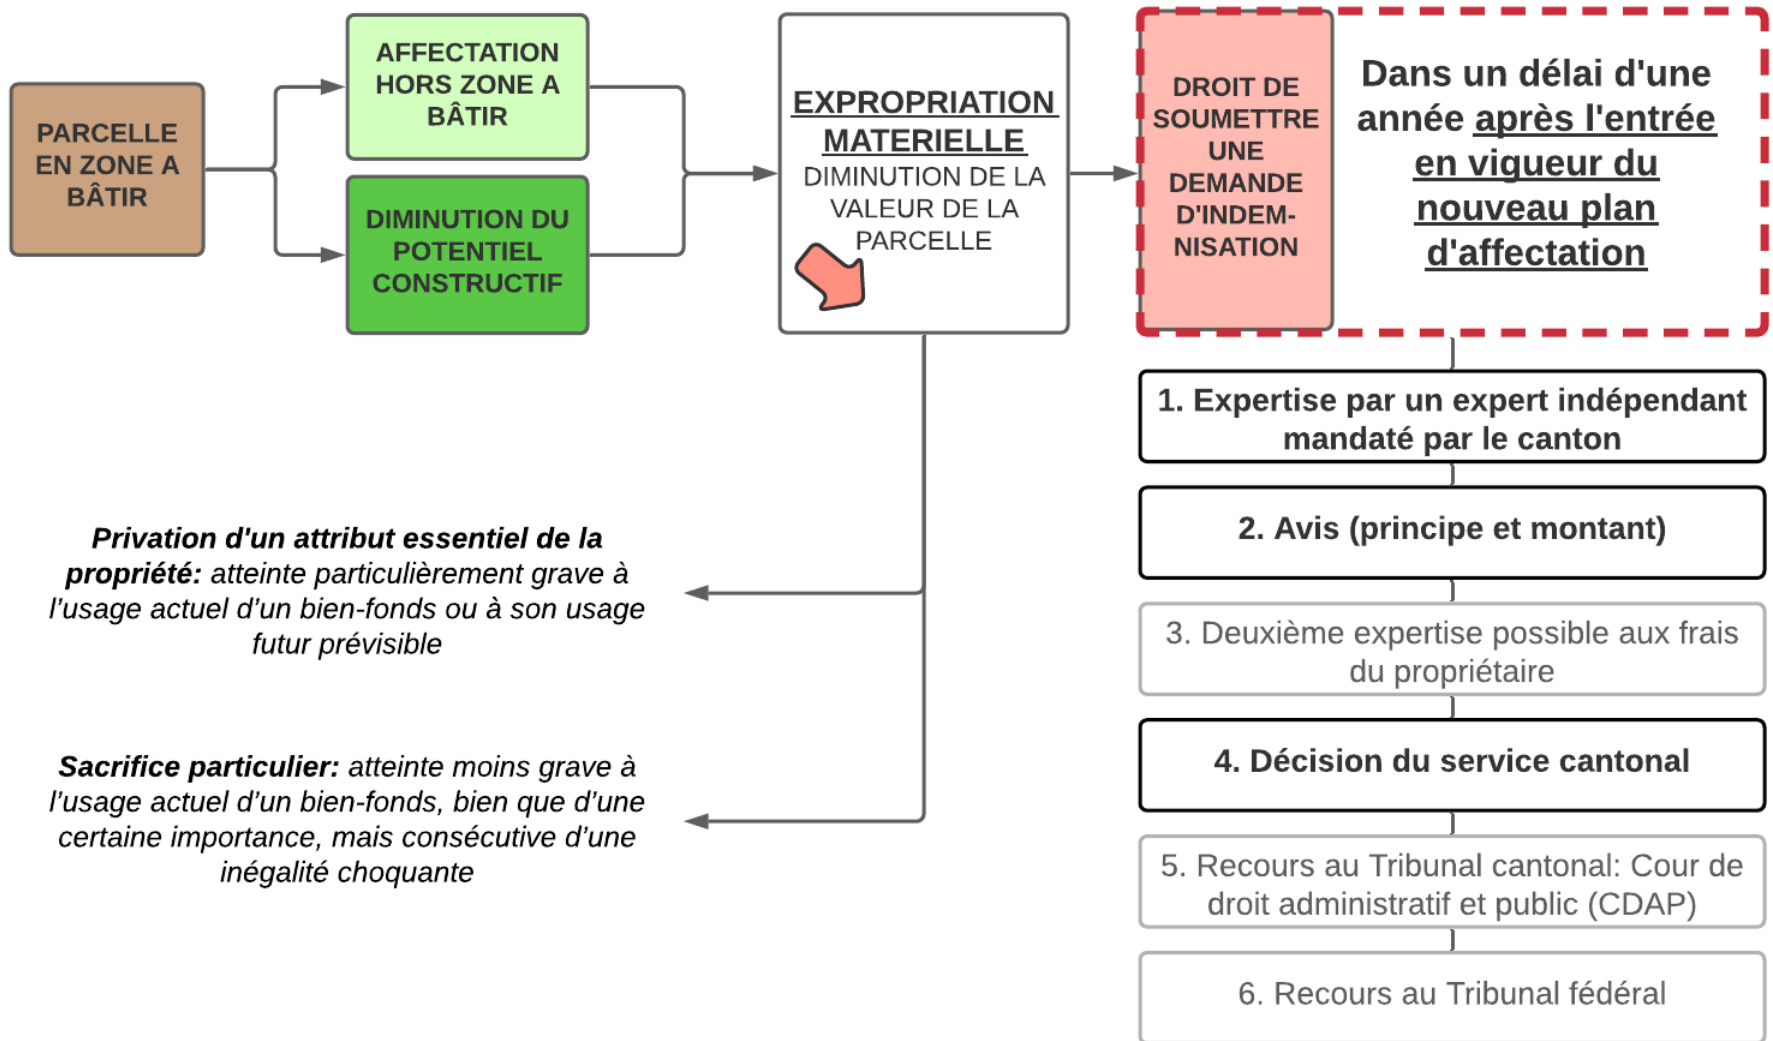 PARCELLE
EN ZONE A
BÂTIR
AFFECTATION
HORS ZONE A
BÂTIR
DIMINUTION DU
POTENTIEL
CONSTRUCTIF
EXPROPRIATION
MATERIELLE
DIMINUTION DE LA
VALEUR DE LA
PARCELLE
DROIT DE
SOUMETTRE
UNE
DEMANDE
D'INDEM-
NISATION
Dans un délai d'une
année après l'entrée
en vigueur du
nouveau plan
d'affectation
1. Expertise par un expert indépendant
mandaté par le canton
2. Avis (principe et montant)
3. Deuxième expertise possible aux frais
du propriétaire
4. Décision du service cantonal
5. Recours au Tribunal cantonal: Cour de
droit administratif et public (CDAP)
6. Recours au Tribunal fédéral
Privation d'un attribut essentiel de la
propriété: atteinte particulièrement grave à
l’usage actuel d’un bien-fonds ou à son usage
futur prévisible
Sacrifice particulier: atteinte moins grave à
l’usage actuel d’un bien-fonds, bien que d’une
certaine importance, mais consécutive d’une
inégalité choquante